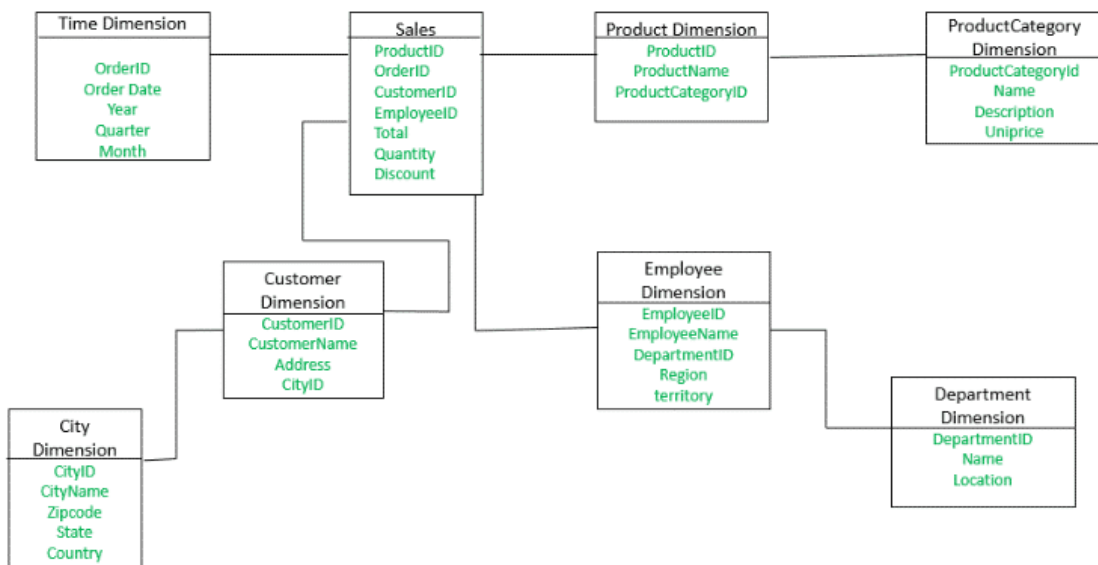 Time Dimension
OrderID
Order Date
Year
Quarter
Month
Sales
ProductID
OrderID
CustomerID
EmployeeID
Total
Quantity
Discount
Product Dimension
ProductID
ProductName
ProductCategoryID
ProductCategory
Dimension
ProductCategoryId
Name
Description
Uniprice
Customer
Dimension
CustomerID
CustomerName
Address
CityID
Employee
Dimension
EmployeeID
EmployeeName
DepartmentID
Region
territory
City
Dimension
CityID
CityName
Zipcode
State
Country
Department
Dimension
DepartmentID
Name
Location